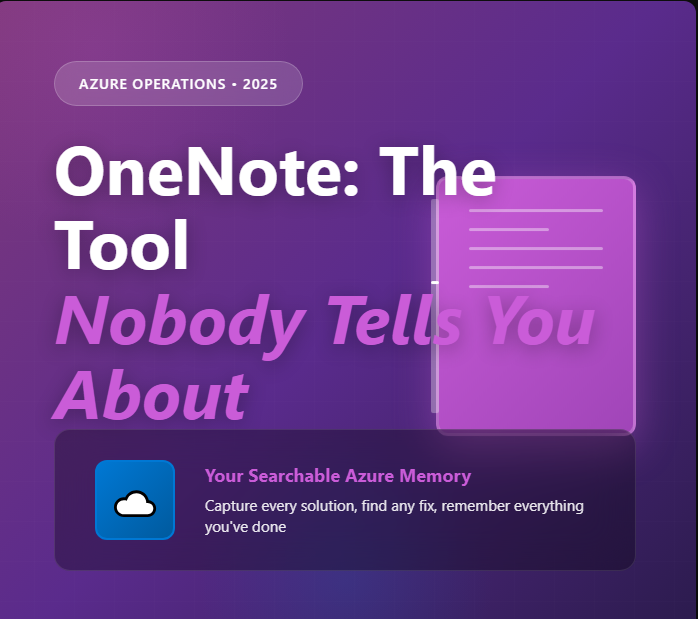 AZURE OPERATIONS • 2025
OneNote: The
Tool
Nobody Tells You
About
Your Searchable Azure Memory
Capture every solution, find any fix, remember everything
you've done